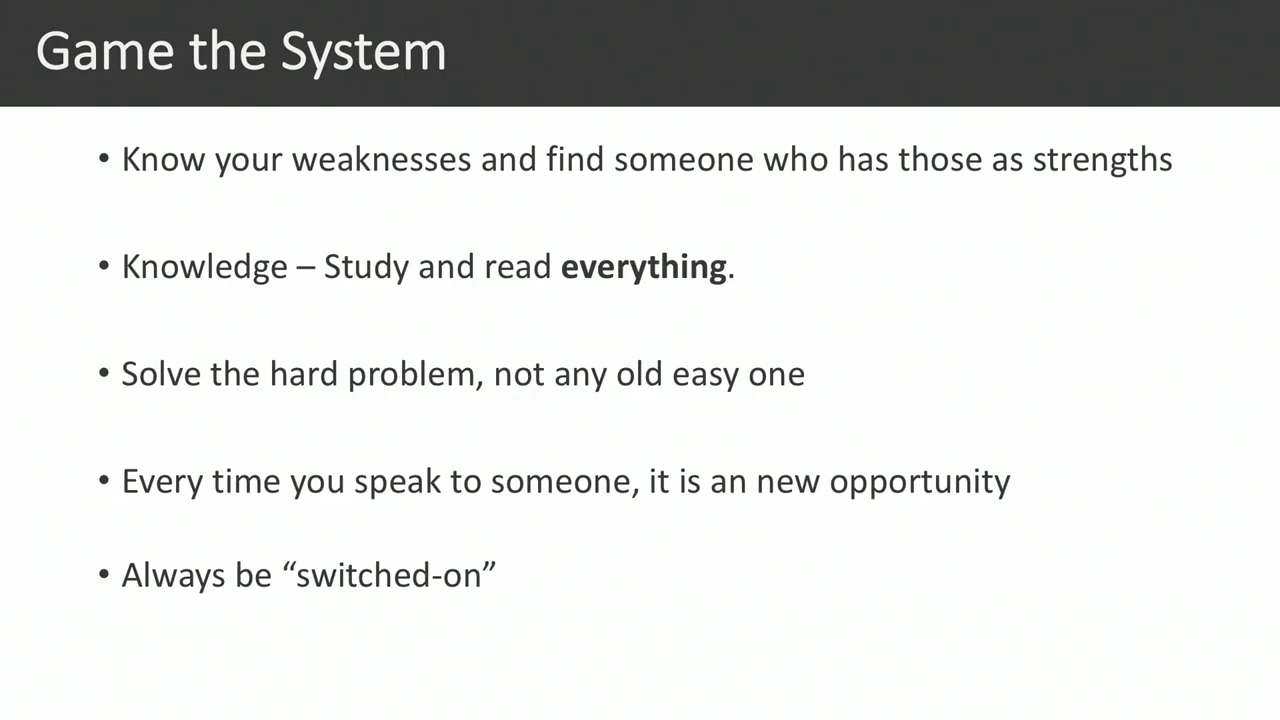 Game the System
• Know your weaknesses and find someone who has those as strengths
• Knowledge – Study and read everything.
• Solve the hard problem, not any old easy one
• Every time you speak to someone, it is an new opportunity
• Always be “switched-on”